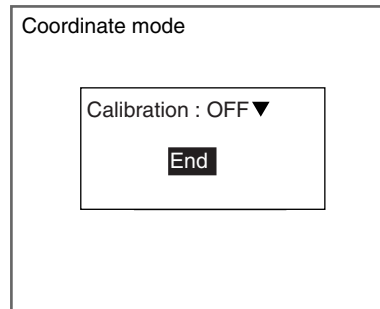 Coordinate mode
Calibration : OFF▼
End